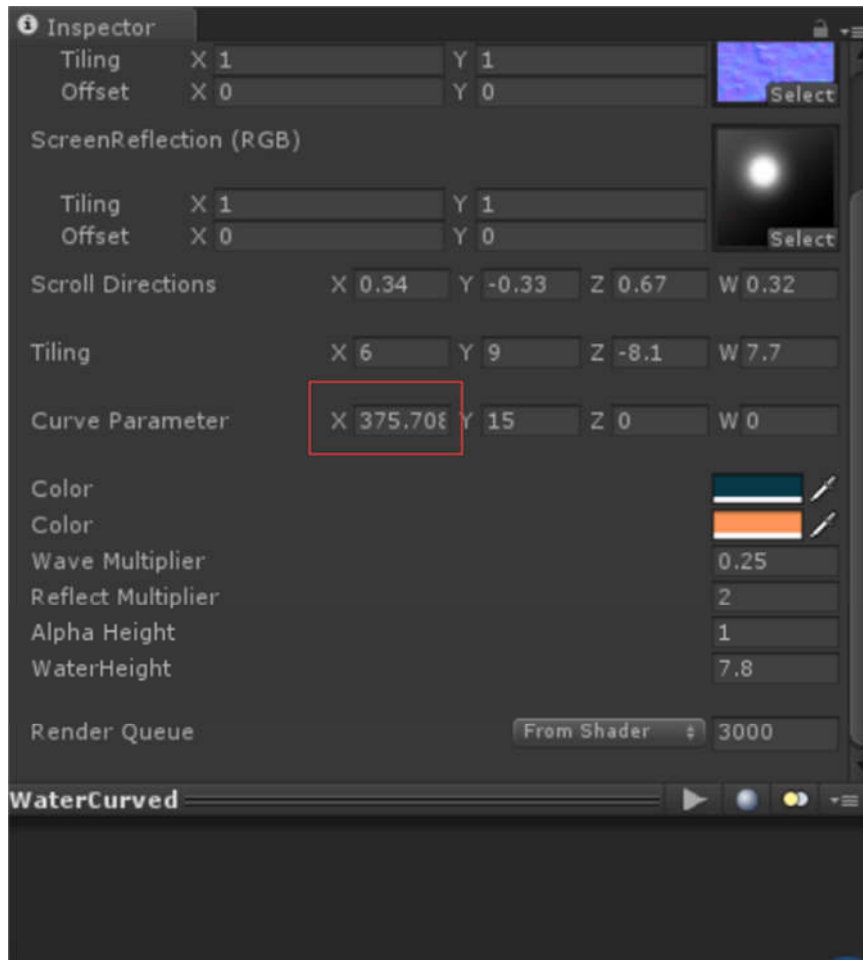 Inspector
Tiling X 1 Y 1
Offset X 0 Y 0
Select
ScreenReflection (RGB)
Tiling X 1 Y 1
Offset X 0 Y 0
Select
Scroll Directions X 0.34 Y -0.33 Z 0.67 W 0.32
Tiling X 6 Y 9 Z -8.1 W 7.7
Curve Parameter X 375.708 Y 15 Z 0 W 0
Color
Color
Wave Multiplier 0.25
Reflect Multiplier 2
Alpha Height 1
WaterHeight 7.8
Render Queue From Shader 3000
WaterCurved